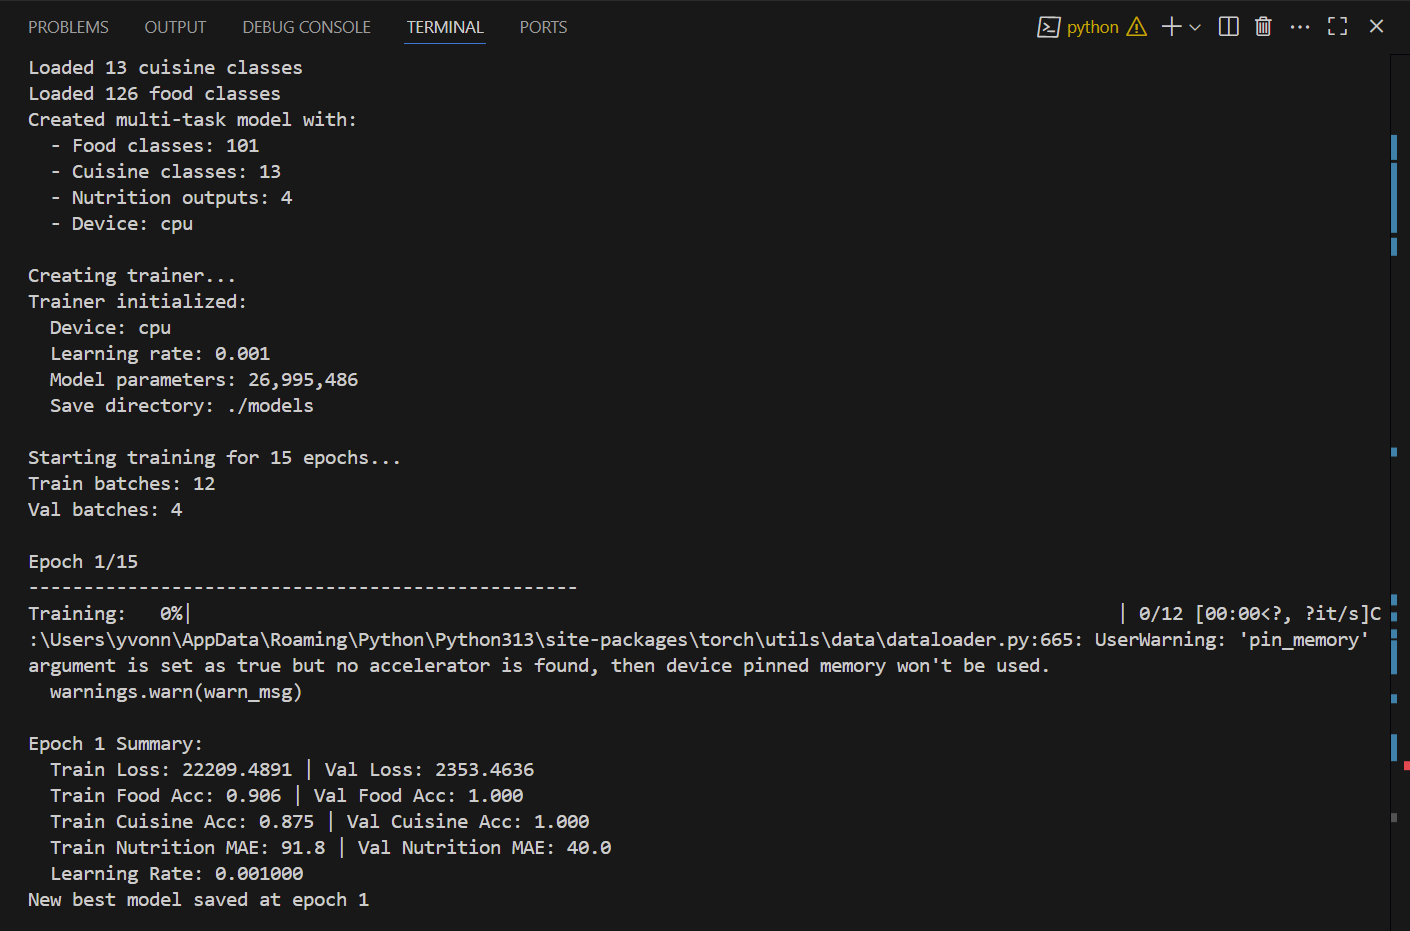 PROBLEMS OUTPUT DEBUG CONSOLE TERMINAL PORTS python
Loaded 13 cuisine classes
Loaded 126 food classes
Created multi-task model with:
- Food classes: 101
- Cuisine classes: 13
- Nutrition outputs: 4
- Device: cpu
Creating trainer...
Trainer initialized:
Device: cpu
Learning rate: 0.001
Model parameters: 26,995,486
Save directory: ./models
Starting training for 15 epochs...
Train batches: 12
Val batches: 4
Epoch 1/15
--------------------------------------------------
Training:   0%|          | 0/12 [00:00<?, ?it/s]C
:\Users\yvonn\AppData\Roaming\Python\Python313\site-packages\torch\utils\data\dataloader.py:665: UserWarning: 'pin_memory'
argument is set as true but no accelerator is found, then device pinned memory won't be used.
warnings.warn(warn_msg)
Epoch 1 Summary:
Train Loss: 22209.4891 | Val Loss: 2353.4636
Train Food Acc: 0.906 | Val Food Acc: 1.000
Train Cuisine Acc: 0.875 | Val Cuisine Acc: 1.000
Train Nutrition MAE: 91.8 | Val Nutrition MAE: 40.0
Learning Rate: 0.001000
New best model saved at epoch 1